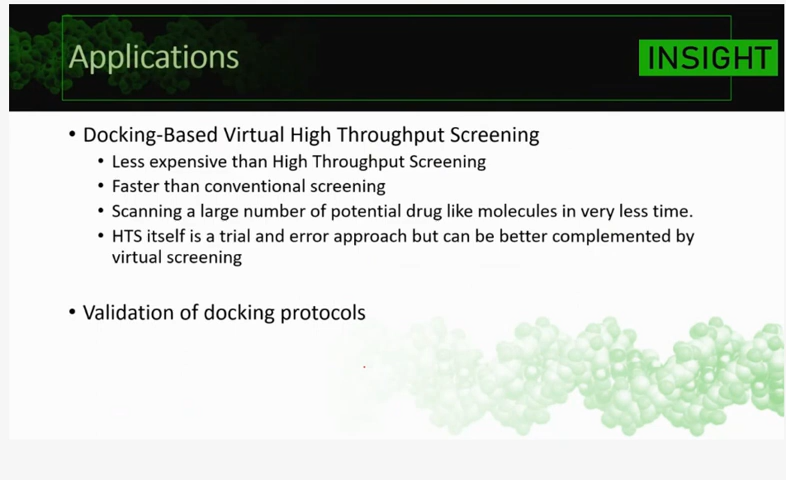 Applications
INSIGHT
• Docking-Based Virtual High Throughput Screening
• Less expensive than High Throughput Screening
• Faster than conventional screening
• Scanning a large number of potential drug like molecules in very less time.
• HTS itself is a trial and error approach but can be better complemented by
virtual screening
• Validation of docking protocols